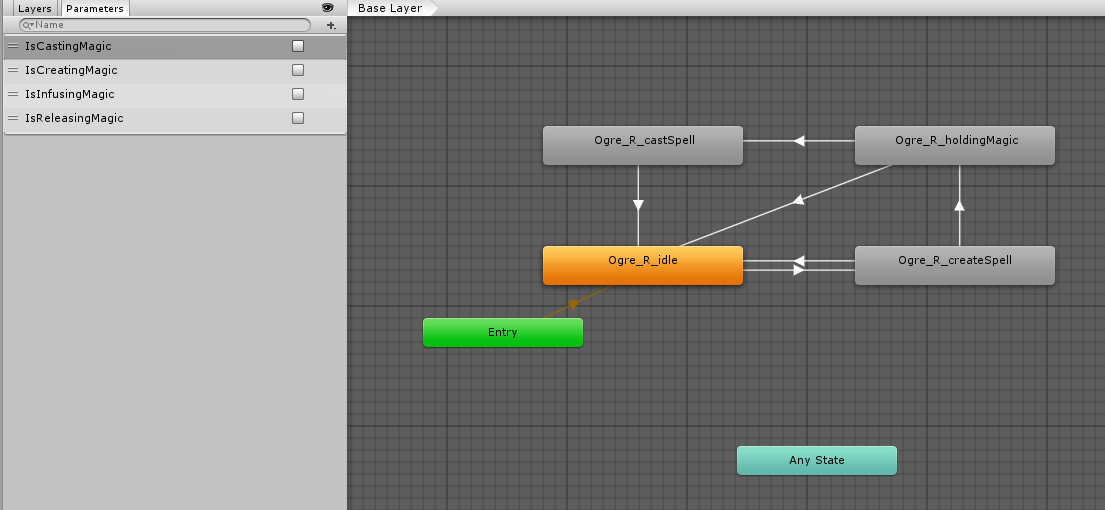 Layers Parameters
Name
IsCastingMagic
IsCreatingMagic
IsInfusingMagic
IsReleasingMagic
Base Layer
Ogre_R_castSpell
Ogre_R_holdingMagic
Ogre_R_idle
Ogre_R_createSpell
Entry
Any State